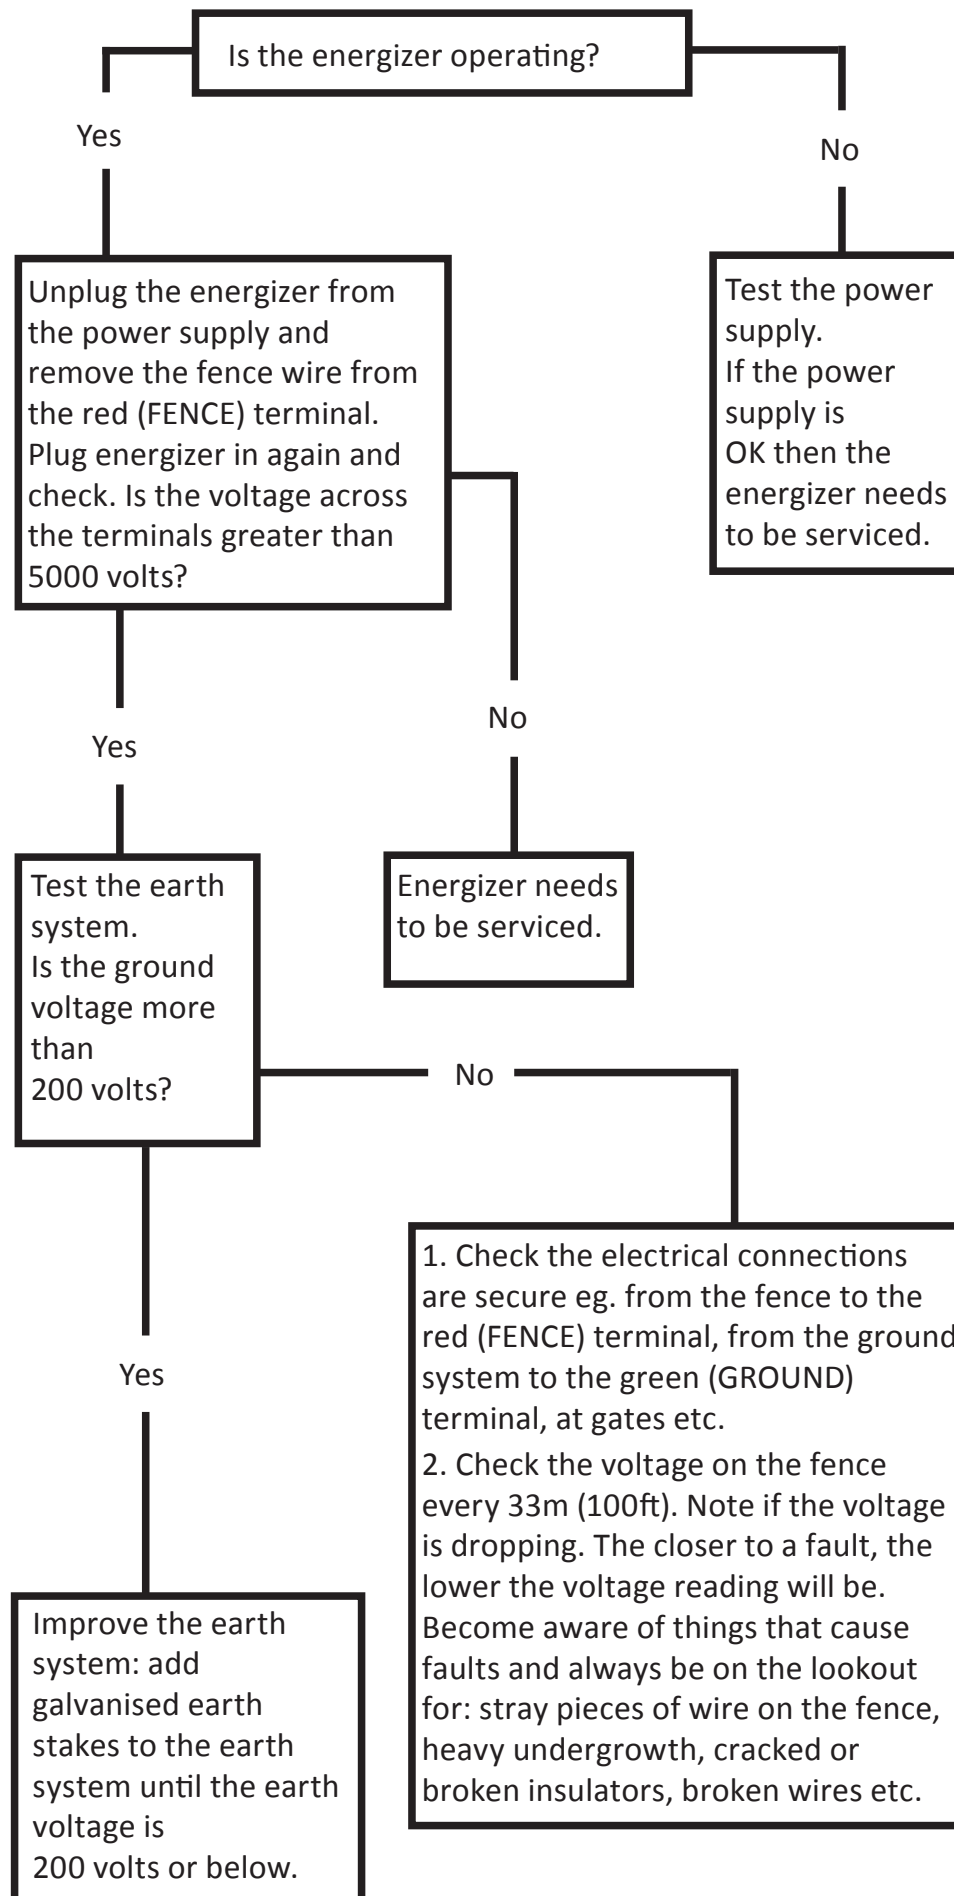 Is the energizer operating?
Yes
No
Unplug the energizer from
the power supply and
remove the fence wire from
the red (FENCE) terminal.
Plug energizer in again and
check. Is the voltage across
the terminals greater than
5000 volts?
Test the power
supply.
If the power
supply is
OK then the
energizer needs
to be serviced.
Yes
No
Test the earth
system.
Is the ground
voltage more
than
200 volts?
Energizer needs
to be serviced.
No
Yes
1. Check the electrical connections
are secure eg. from the fence to the
red (FENCE) terminal, from the ground
system to the green (GROUND)
terminal, at gates etc.
2. Check the voltage on the fence
every 33m (100ft). Note if the voltage
is dropping. The closer to a fault, the
lower the voltage reading will be.
Become aware of things that cause
faults and always be on the lookout
for: stray pieces of wire on the fence,
heavy undergrowth, cracked or
broken insulators, broken wires etc.
Improve the earth
system: add
galvanised earth
stakes to the earth
system until the earth
voltage is
200 volts or below.